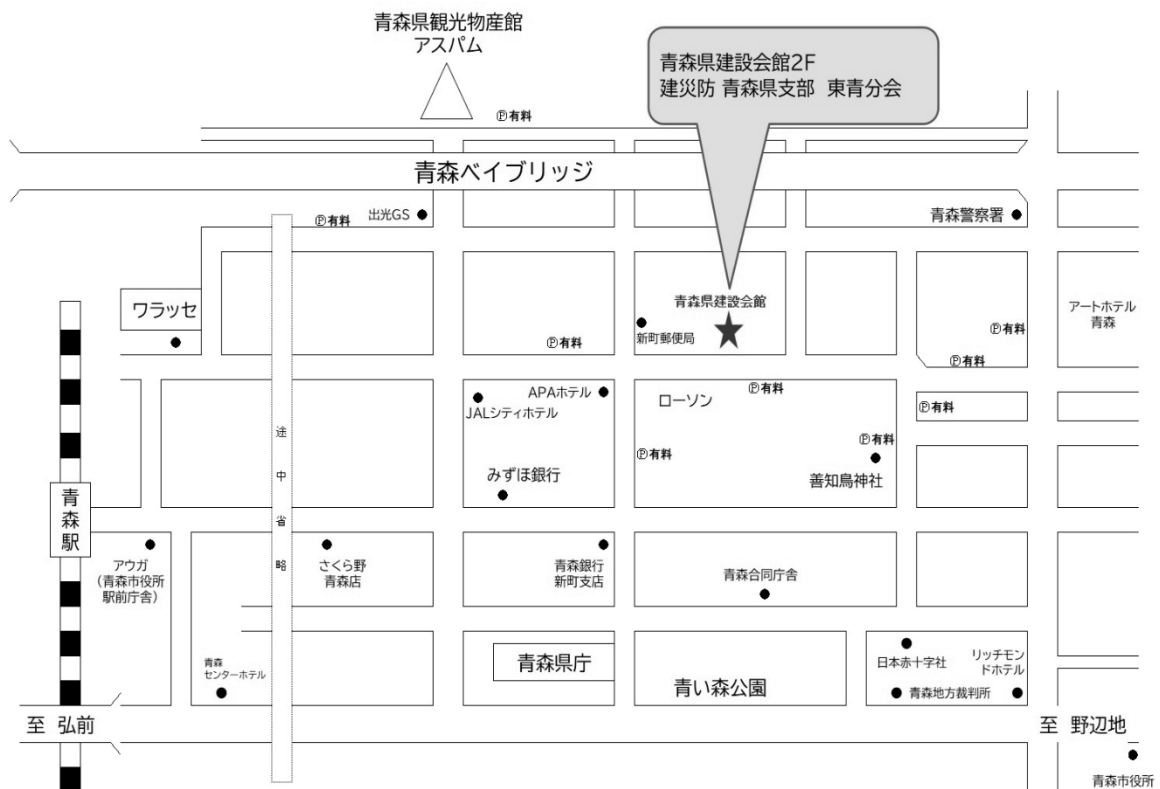 青森県観光物産館
アスパム
青森県建設会館2F
建災防 青森県支部 東青分会
Ⓟ有料
青森ベイブリッジ
出光GS
Ⓟ有料
青森警察署
ワラッセ
青森県建設会館
新町郵便局
Ⓟ有料
Ⓟ有料
Ⓟ有料
アートホテル
青森
APAホテル
JALシティホテル
ローソン
Ⓟ有料
Ⓟ有料
Ⓟ有料
Ⓟ有料
みずほ銀行
善知鳥神社
途中省略
青森駅
アウガ
(青森市役所
駅前庁舎)
さくら野
青森店
青森銀行
新町支店
青森合同庁舎
青森
センターホテル
青森県庁
青い森公園
日本赤十字社
リッチモン
ドホテル
青森地方裁判所
至 弘前
至 野辺地
青森市役所